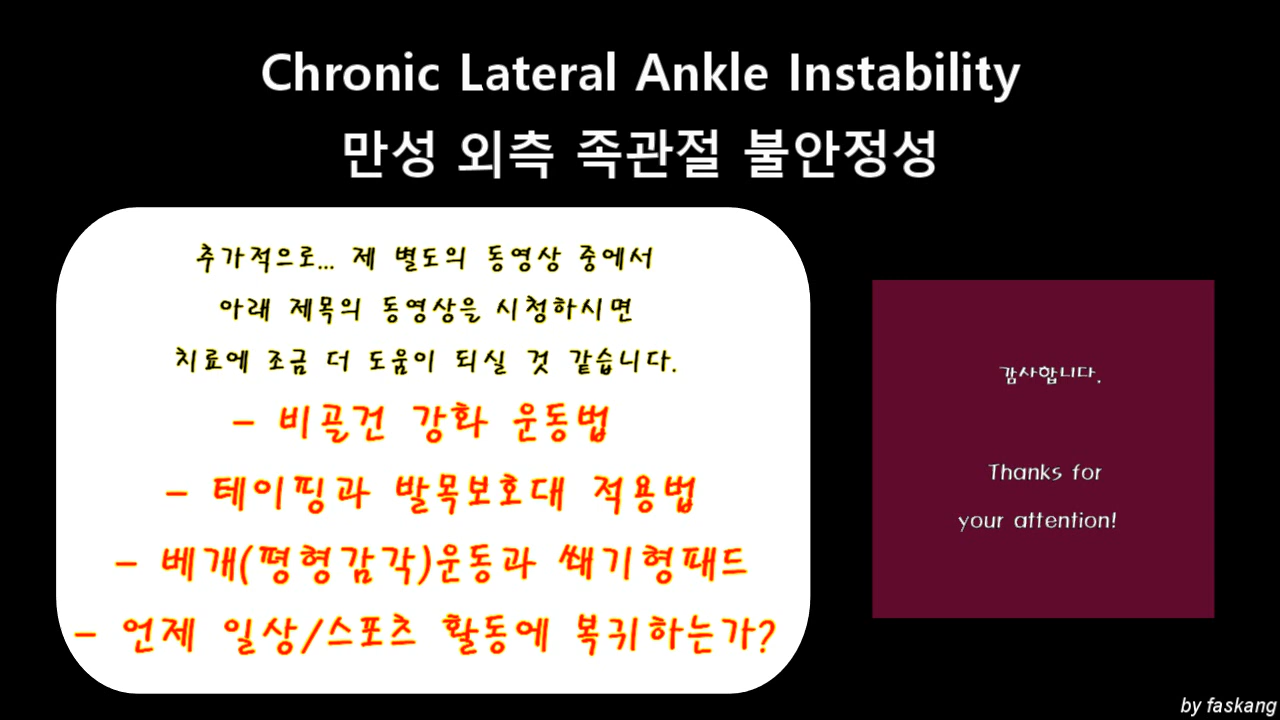 Chronic Lateral Ankle Instability
만성 외측 족관절 불안정성
추가적으로... 제 별도의 동영상 중에서
아래 제목의 동영상을 시청하시면
치료에 조금 더 도움이 되실 것 같습니다.
- 비골건 강화 운동법
- 테이핑과 발목보호대 적용법
- 베개(평형감각)운동과 쐐기형패드
- 언제 일상/스포츠 활동에 복귀하는가?
감사합니다.
Thanks for
your attention!
by faskang